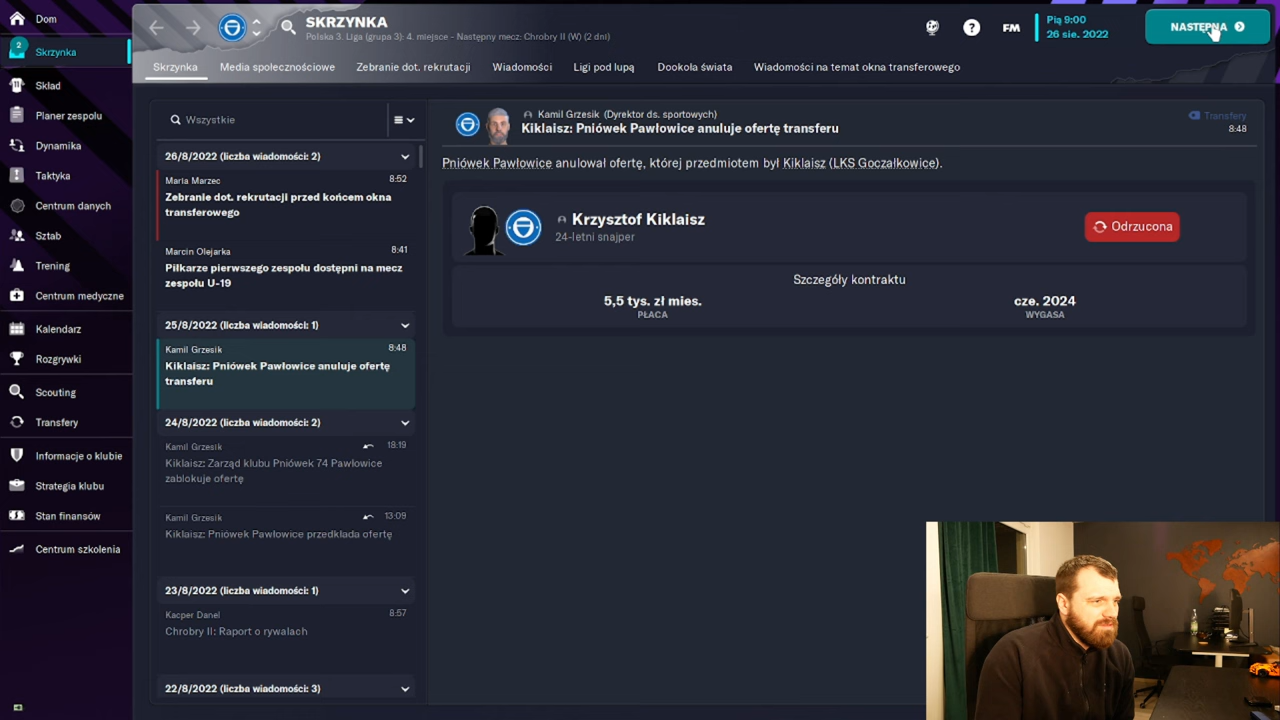 Dom
2
Skrzynka
Skład
Planer zespołu
Dynamika
Taktyka
Centrum danych
Sztab
Trening
Centrum medyczne
Kalendarz
Rozgrywki
Scouting
Transfery
Informacje o klubie
Strategia klubu
Stan finansów
Centrum szkolenia
SKRZYNKA
Polska 3. Liga (grupa 3): 4. miejsce - Następny mecz: Chrobry II (W) (2 dni)
?
FM
Pią 9:00
26 sie. 2022
NASTĘPNA
Skrzynka
Media społecznościowe
Zebranie dot. rekrutacji
Wiadomości
Ligi pod lupą
Dookoła świata
Wiadomości na temat okna transferowego
Wszystkie
26/8/2022 (liczba wiadomości: 2)
Maria Marzec 8:52
Zebranie dot. rekrutacji przed końcem okna
transferowego
Marcin Olejarka 8:41
Piłkarze pierwszego zespołu dostępni na mecz
zespołu U-19
25/8/2022 (liczba wiadomości: 1)
Kamil Grzesik 8:48
Kiklaisz: Pniówek Pawłowice anuluje ofertę
transferu
24/8/2022 (liczba wiadomości: 2)
Kamil Grzesik 18:19
Kiklaisz: Zarząd klubu Pniówek 74 Pawłowice
zablokuje ofertę
Kamil Grzesik 13:09
Kiklaisz: Pniówek Pawłowice przedkłada ofertę
23/8/2022 (liczba wiadomości: 1)
Kacper Danel 8:57
Chrobry II: Raport o rywalach
22/8/2022 (liczba wiadomości: 3)
Kamil Grzesik (Dyrektor ds. sportowych)
Kiklaisz: Pniówek Pawłowice anuluje ofertę transferu
Transfery
8:48
Pniówek Pawłowice anulował ofertę, której przedmiotem był Kiklaisz (LKS Goczałkowice).
Krzysztof Kiklaisz
24-letni snajper
Odrzucona
Szczegóły kontraktu
5,5 tys. zł mies.
PŁACA
cze. 2024
WYGASA